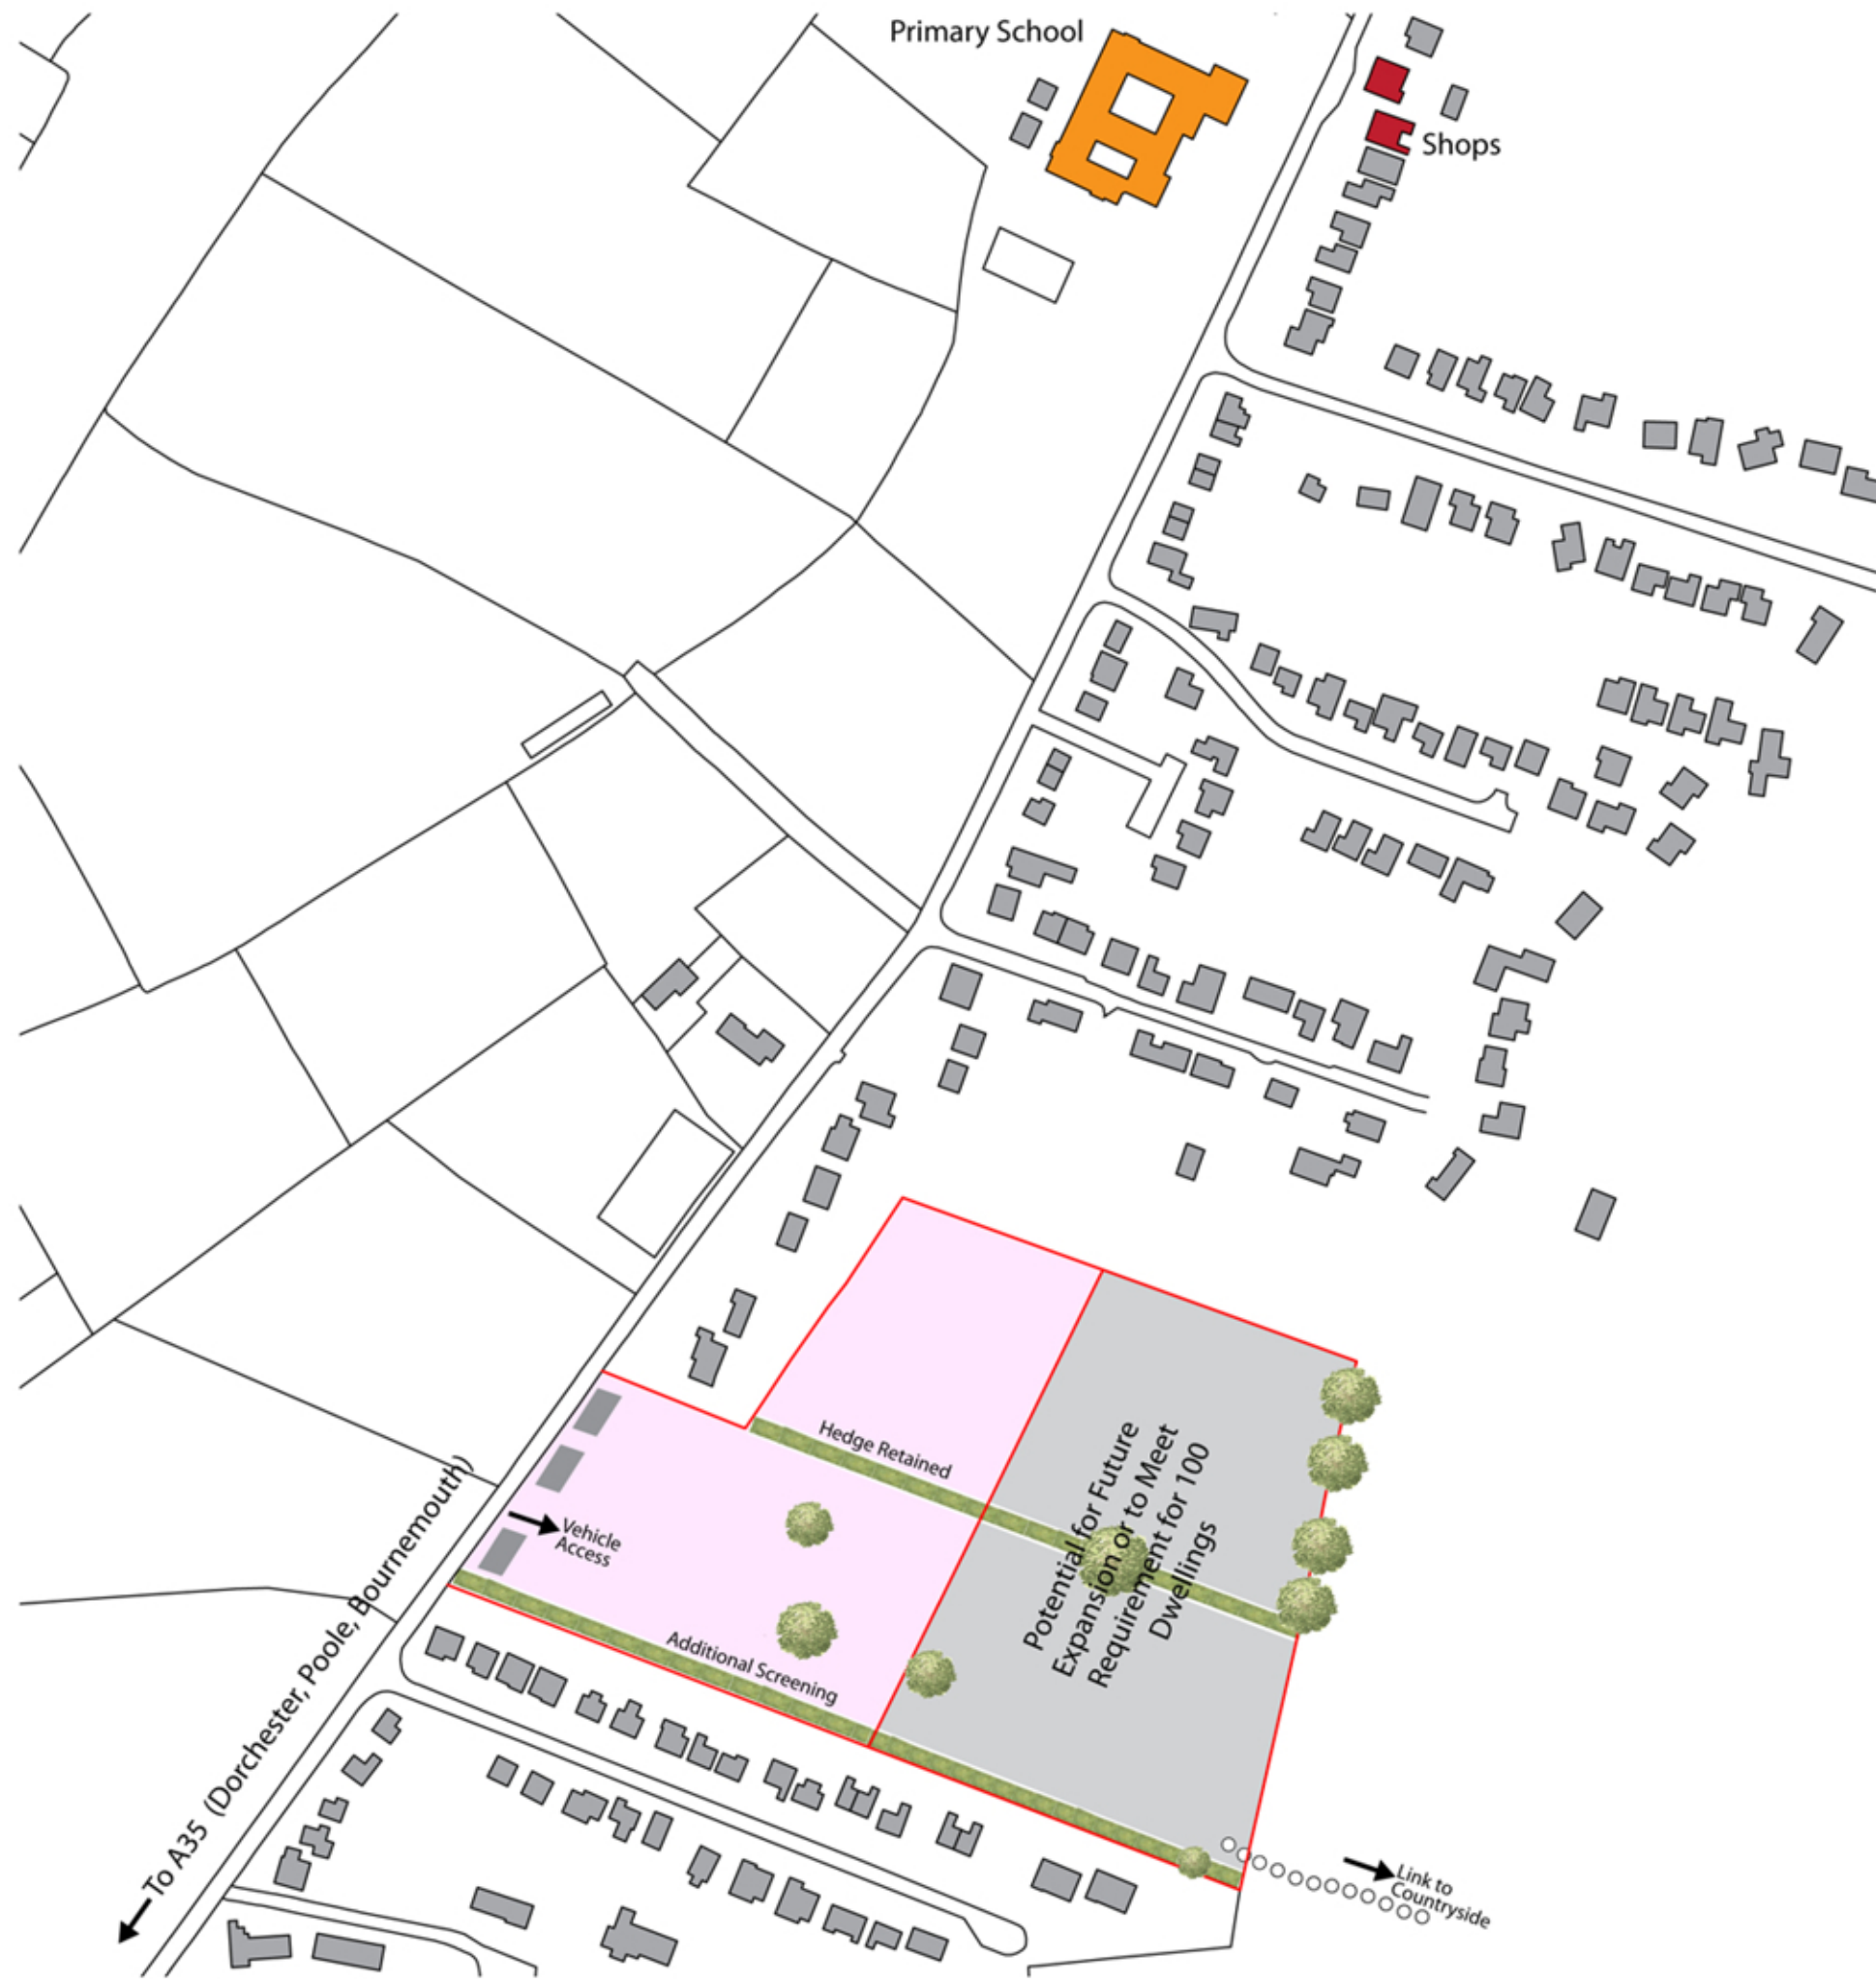 Primary School
Shops
Hedge Retained
Potential for Future
Expansion or to Meet
Requirement for 100
Dwellings
Vehicle
Access
Additional Screening
To A35 (Dorchester, Poole, Bournemouth)
Link to
Countryside